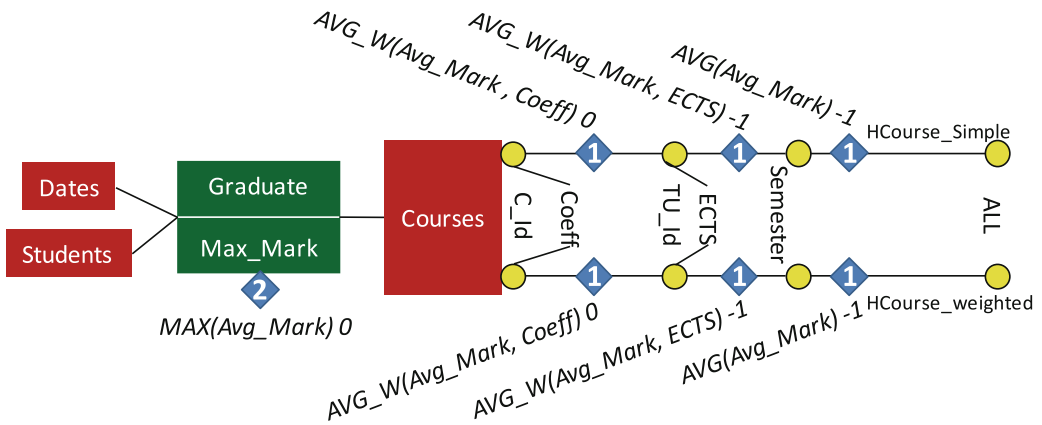 AVG_W(Avg_Mark , Coeff) 0
AVG_W(Avg_Mark, ECTS) -1
AVG(Avg_Mark) -1
HCourse_Simple
1
1
1
Dates
Students
Graduate
Max_Mark
2
MAX(Avg_Mark) 0
Courses
C_Id
Coeff
TU_Id
ECTS
Semester
ALL
1
1
1
HCourse_weighted
AVG_W(Avg_Mark, Coeff) 0
AVG_W(Avg_Mark, ECTS) -1
AVG(Avg_Mark) -1